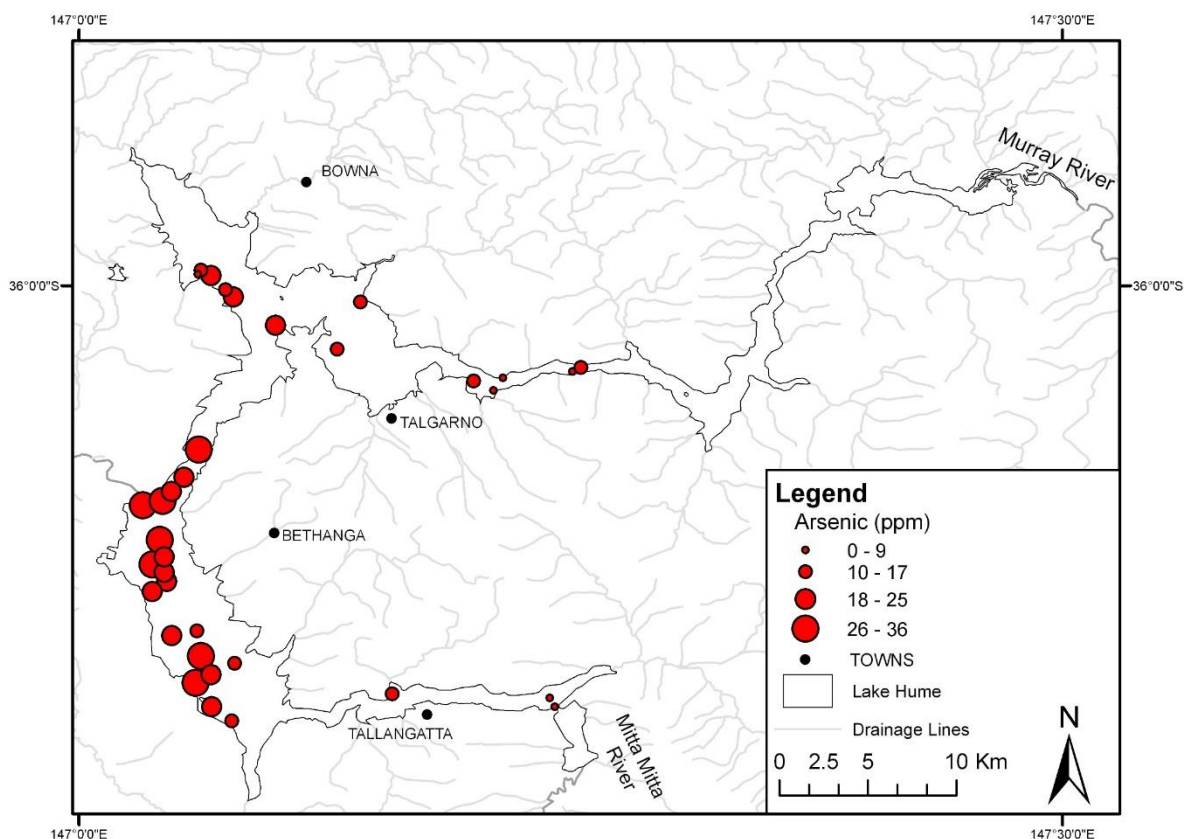 147°0'0"E
147°30'0"E
Murray River
BOWNA
36°0'0"S
36°0'0"S
TALGARNO
BETHANGA
TALLANGATTA
Mitta Mitta
River
Legend
Arsenic (ppm)
0 - 9
10 - 17
18 - 25
26 - 36
TOWNS
Lake Hume
Drainage Lines
0 2.5 5 10 Km
N
147°0'0"E
147°30'0"E